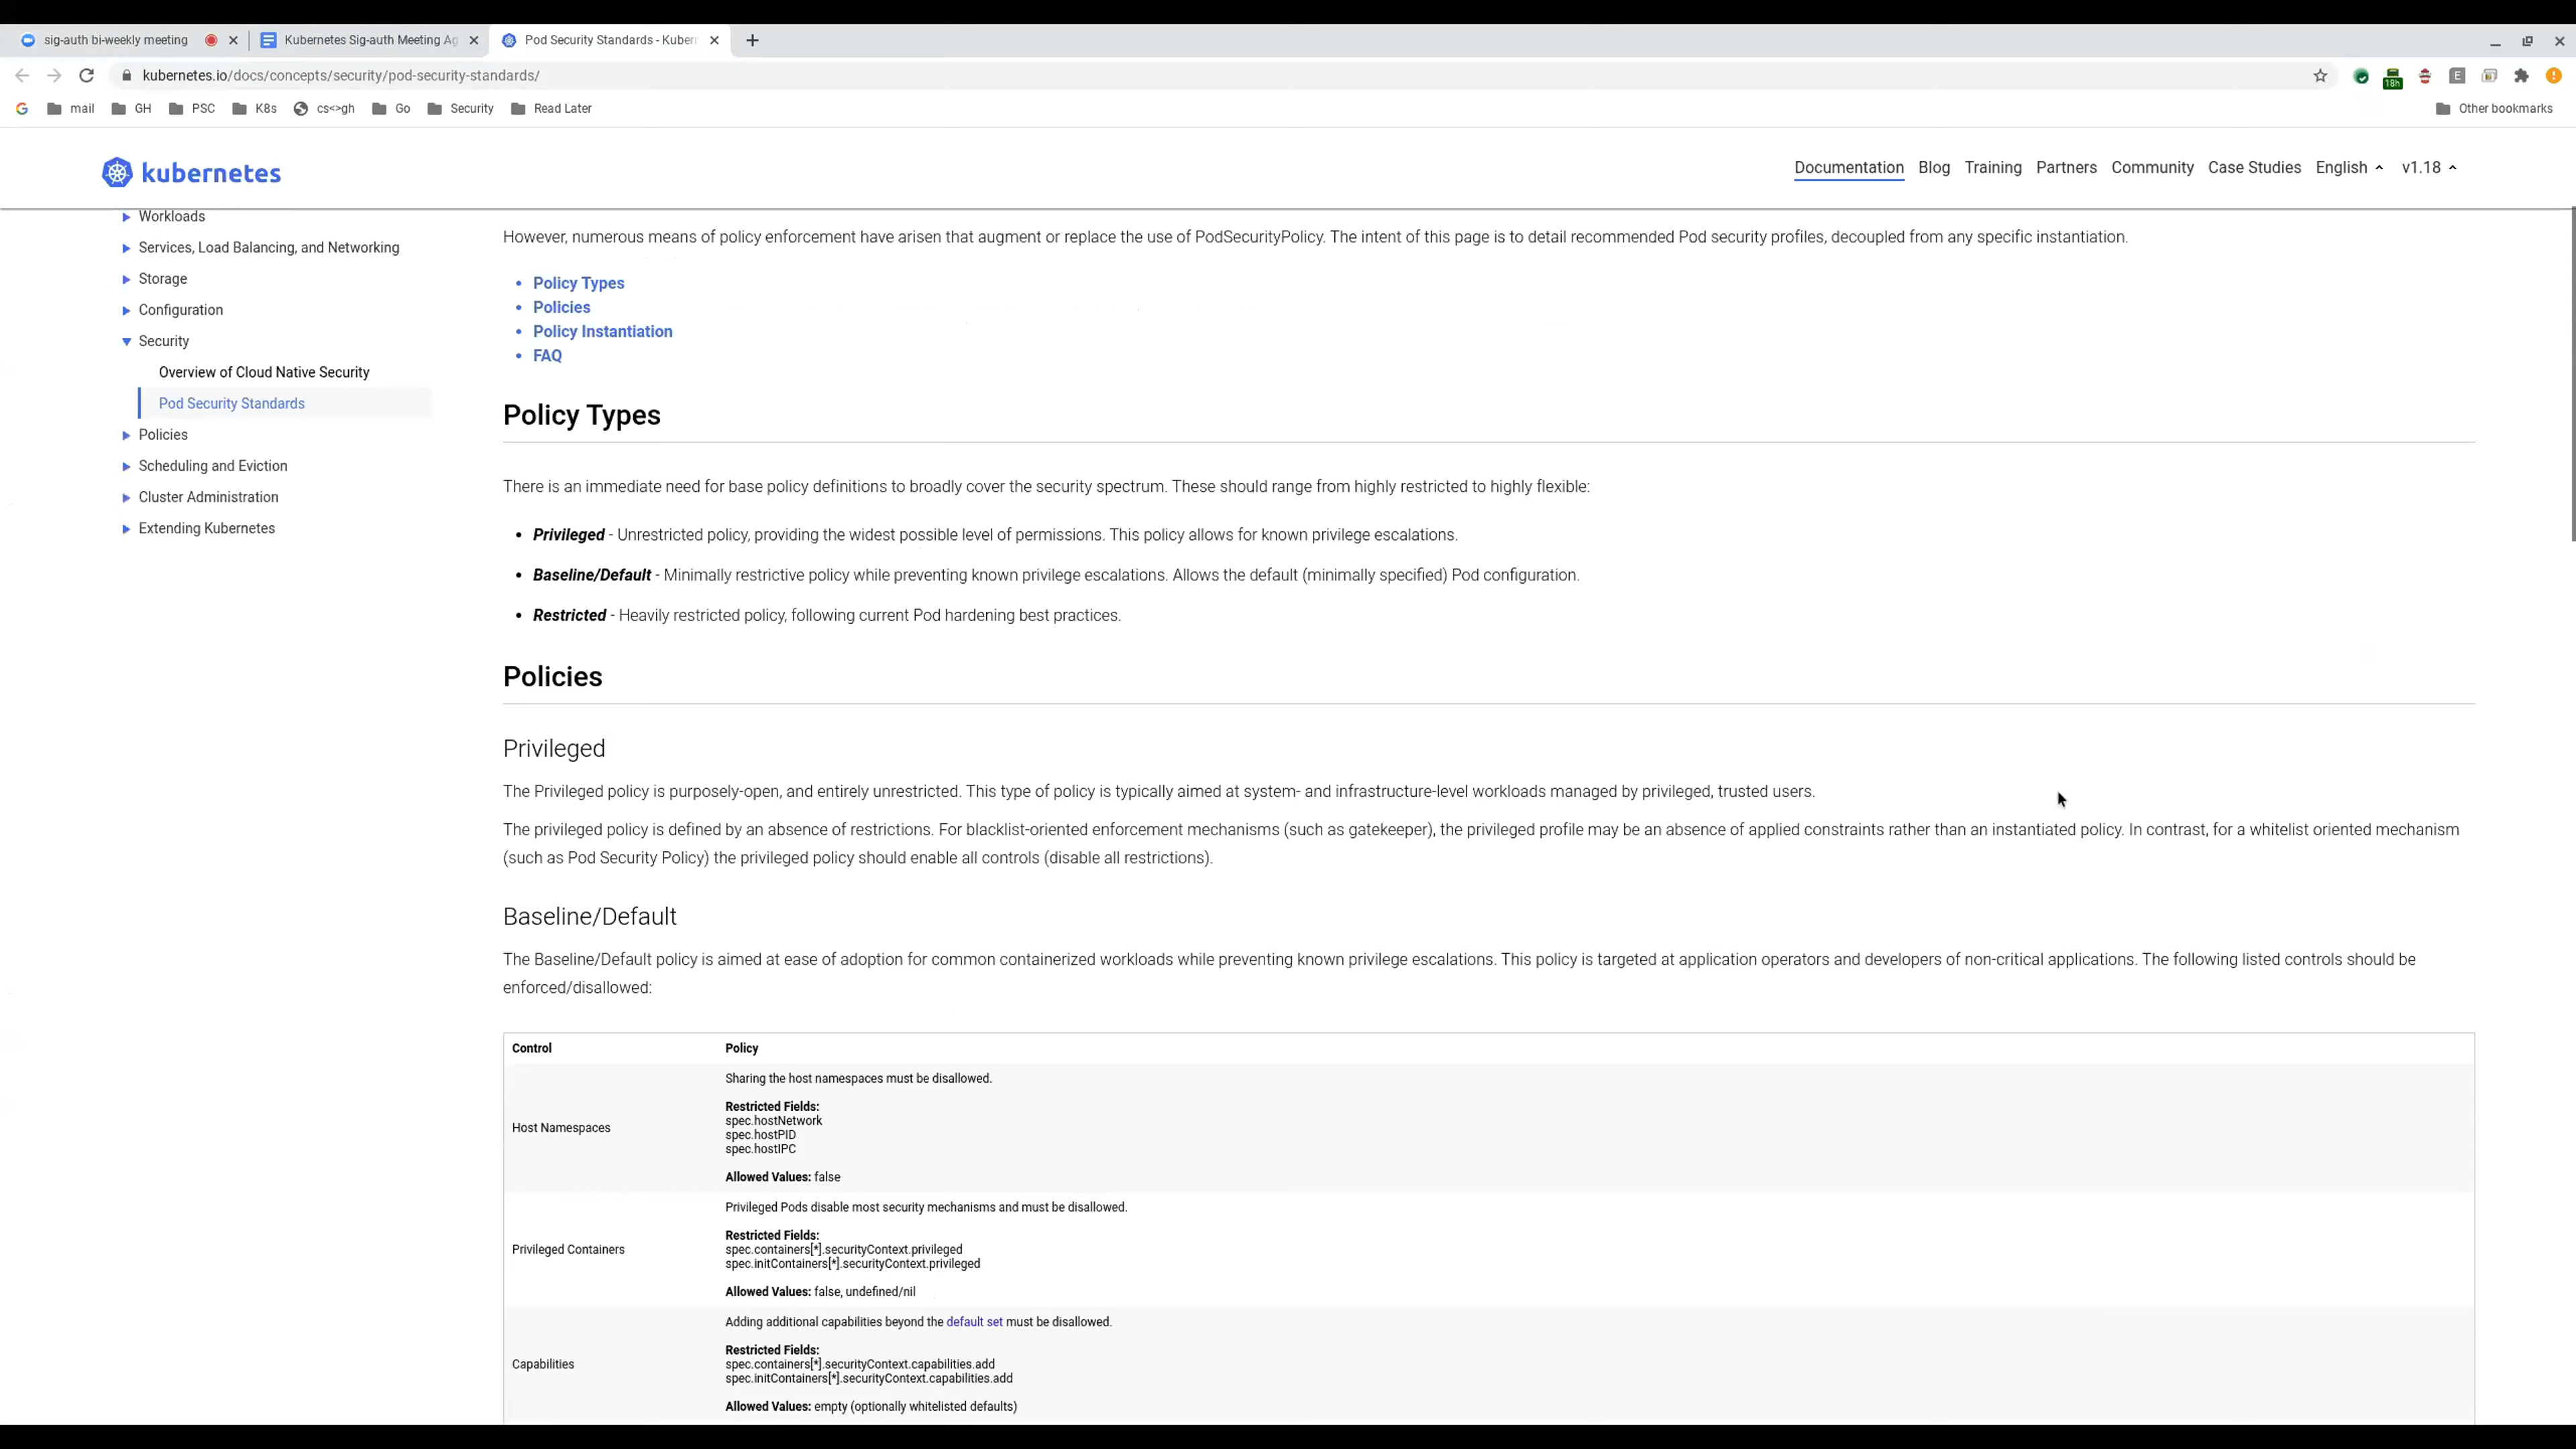 sig-auth bi-weekly meeting
Kubernetes Sig-auth Meeting Ag
Pod Security Standards - Kuber
kubernetes.io/docs/concepts/security/pod-security-standards/
18h
E
G
mail
GH
PSC
K8s
cs<>gh
Go
Security
Read Later
Other bookmarks
kubernetes
Documentation
Blog
Training
Partners
Community
Case Studies
English
v1.18
Workloads
Services, Load Balancing, and Networking
Storage
Configuration
Security
Overview of Cloud Native Security
Pod Security Standards
Policies
Scheduling and Eviction
Cluster Administration
Extending Kubernetes
However, numerous means of policy enforcement have arisen that augment or replace the use of PodSecurityPolicy. The intent of this page is to detail recommended Pod security profiles, decoupled from any specific instantiation.
• Policy Types
• Policies
• Policy Instantiation
• FAQ
Policy Types
There is an immediate need for base policy definitions to broadly cover the security spectrum. These should range from highly restricted to highly flexible:
• Privileged - Unrestricted policy, providing the widest possible level of permissions. This policy allows for known privilege escalations.
• Baseline/Default - Minimally restrictive policy while preventing known privilege escalations. Allows the default (minimally specified) Pod configuration.
• Restricted - Heavily restricted policy, following current Pod hardening best practices.
Policies
Privileged
The Privileged policy is purposely-open, and entirely unrestricted. This type of policy is typically aimed at system- and infrastructure-level workloads managed by privileged, trusted users.
The privileged policy is defined by an absence of restrictions. For blacklist-oriented enforcement mechanisms (such as gatekeeper), the privileged profile may be an absence of applied constraints rather than an instantiated policy. In contrast, for a whitelist oriented mechanism
(such as Pod Security Policy) the privileged policy should enable all controls (disable all restrictions).
Baseline/Default
The Baseline/Default policy is aimed at ease of adoption for common containerized workloads while preventing known privilege escalations. This policy is targeted at application operators and developers of non-critical applications. The following listed controls should be
enforced/disallowed:
Control
Policy
Host Namespaces
Sharing the host namespaces must be disallowed.
Restricted Fields:
spec.hostNetwork
spec.hostPID
spec.hostIPC
Allowed Values: false
Privileged Containers
Privileged Pods disable most security mechanisms and must be disallowed.
Restricted Fields:
spec.containers[*].securityContext.privileged
spec.initContainers[*].securityContext.privileged
Allowed Values: false, undefined/nil
Capabilities
Adding additional capabilities beyond the default set must be disallowed.
Restricted Fields:
spec.containers[*].securityContext.capabilities.add
spec.initContainers[*].securityContext.capabilities.add
Allowed Values: empty (optionally whitelisted defaults)